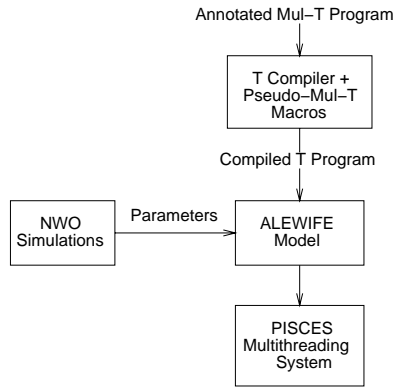 Annotated Mul-T Program
T Compiler +
Pseudo-Mul-T
Macros
Compiled T Program
Parameters
NWO
Simulations
ALEWIFE
Model
PISCES
Multithreading
System